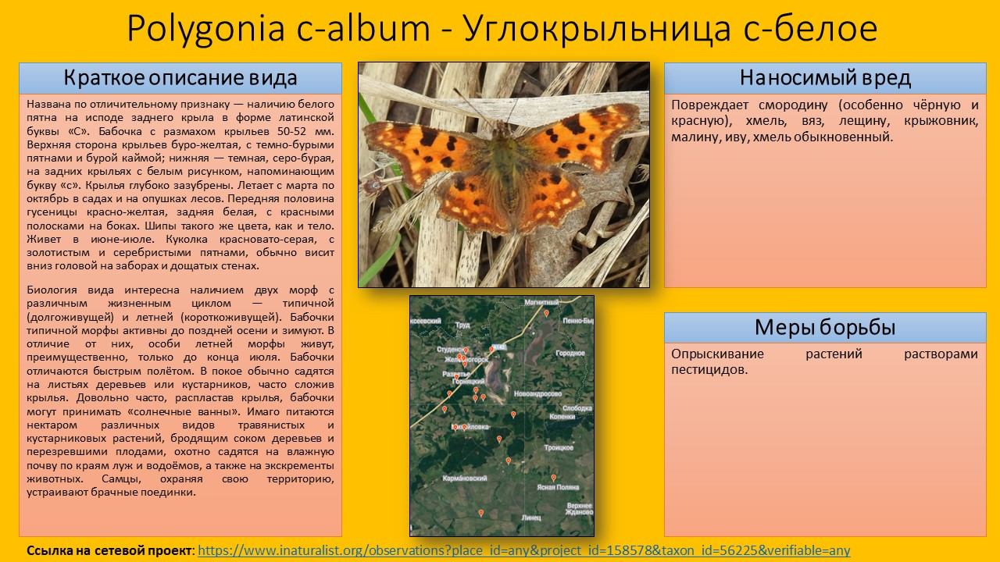 Polygonia c-album - Углокрыльница с-белое
Краткое описание вида
Названа по отличительному признаку — наличию белого
пятна на исподе заднего крыла в форме латинской
буквы «С». Бабочка с размахом крыльев 50-52 мм.
Верхняя сторона крыльев буро-желтая, с темно-бурыми
пятнами и бурой каймой; нижняя — темная, серо-бурая,
на задних крыльях с белым рисунком, напоминающим
букву «с». Крылья глубоко зазубрены. Летает с марта по
октябрь в садах и на опушках лесов. Передняя половина
гусеницы красно-желтая, задняя белая, с красными
полосками на боках. Шипы такого же цвета, как и тело.
Живет в июне-июле. Куколка красновато-серая, с
золотистым и серебристыми пятнами, обычно висит
вниз головой на заборах и дощатых стенах.
Биология вида интересна наличием двух морф с
различным жизненным циклом — типичной
(долгоживущей) и летней (короткоживущей). Бабочки
типичной морфы активны до поздней осени и зимуют. В
отличие от них, особи летней морфы живут,
преимущественно, только до конца июля. Бабочки
отличаются быстрым полётом. В покое обычно садятся
на листьях деревьев или кустарников, часто сложив
крылья. Довольно часто, распластав крылья, бабочки
могут принимать «солнечные ванны». Имаго питаются
нектаром различных видов травянистых и
кустарниковых растений, бродящим соком деревьев и
перезревшими плодами, охотно садятся на влажную
почву по краям луж и водоёмов, а также на экскременты
животных. Самцы, охраняя свою территорию,
устраивают брачные поединки.
Магнитный
ксеевский
Труд
Пенно-Быр
Студенок
A142
Железногорск
Городное
Разветье
Горняцкий
Новоандросово
Слободка
Копенки
Михайловка
Троицкое
Кармановский
Ясная Поляна
Верхнее
Жданово
Линец
Наносимый вред
Повреждает смородину (особенно чёрную и
красную), хмель, вяз, лещину, крыжовник,
малину, иву, хмель обыкновенный.
Меры борьбы
Опрыскивание растений растворами
пестицидов.
Ссылка на сетевой проект: https://www.inaturalist.org/observations?place_id=any&project_id=158578&taxon_id=56225&verifiable=any